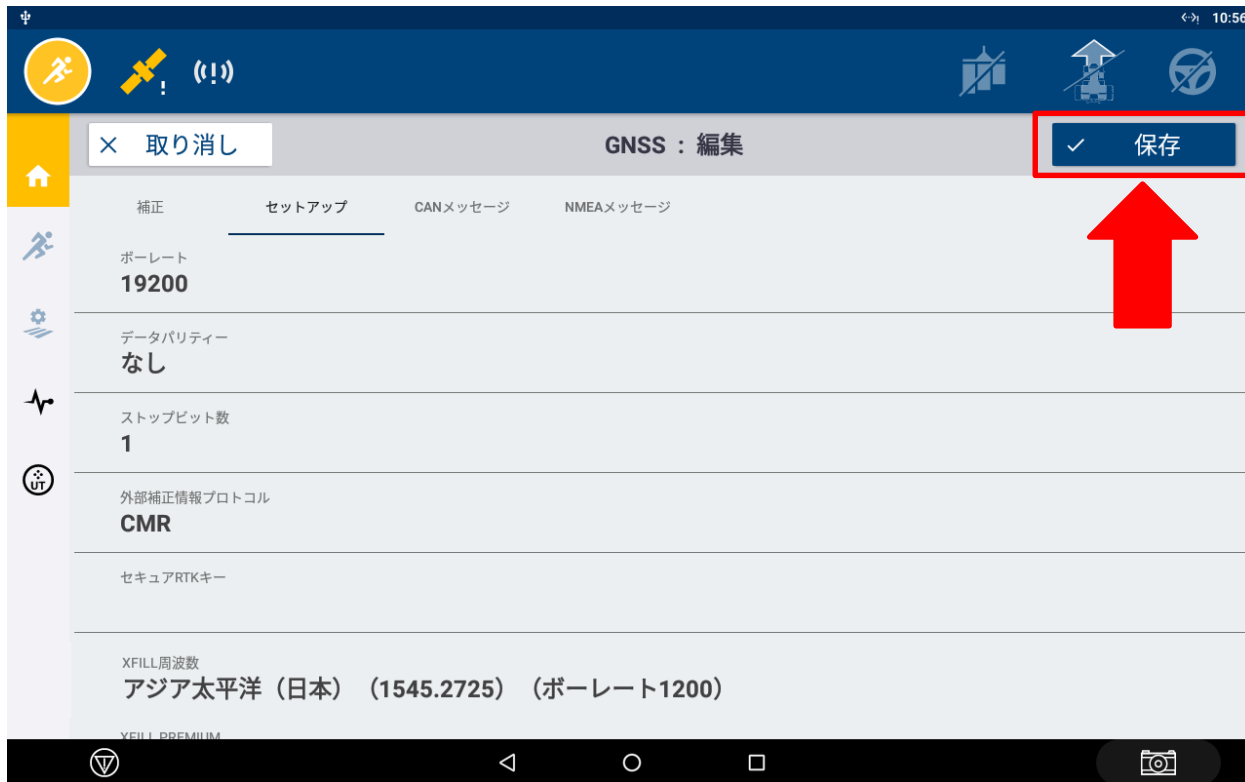 10:56
× 取り消し
GNSS : 編集
保存
補正 セットアップ CANメッセージ NMEAメッセージ
ボーレート
19200
データパリティー
なし
ストップビット数
1
外部補正情報プロトコル
CMR
セキュアRTKキー
XFILL周波数
アジア太平洋（日本）（1545.2725）（ボーレート1200）
XFILL PREMIUM
UT